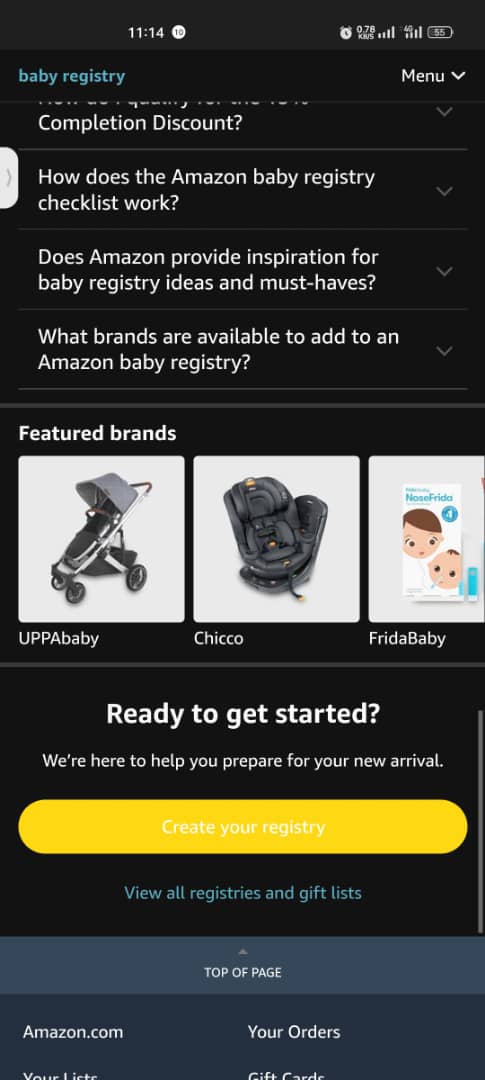 11:14 10
0.78 KB/S 4G 55
baby registry
Menu
Completion Discount?
How does the Amazon baby registry
checklist work?
Does Amazon provide inspiration for
baby registry ideas and must-haves?
What brands are available to add to an
Amazon baby registry?
Featured brands
fridababy
NoseFrida
UPPAbaby
Chicco
FridaBaby
Ready to get started?
We're here to help you prepare for your new arrival.
Create your registry
View all registries and gift lists
TOP OF PAGE
Amazon.com
Your Orders
Your Lists
Gift Cards